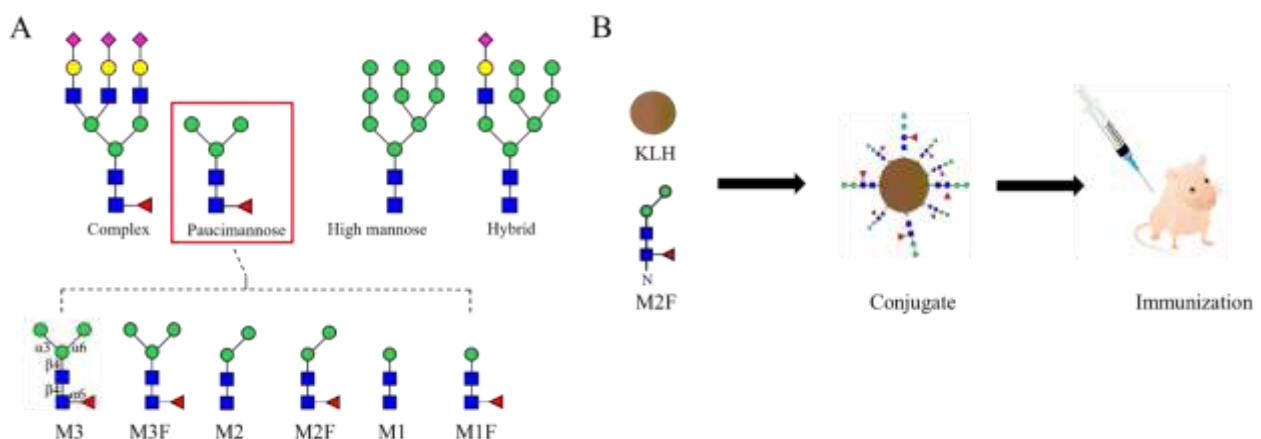 A
Complex
Paucimannose
High mannose
Hybrid
α3
α6
β4
β4
α6
M3
M3F
M2
M2F
M1
M1F
B
KLH
N
M2F
Conjugate
Immunization